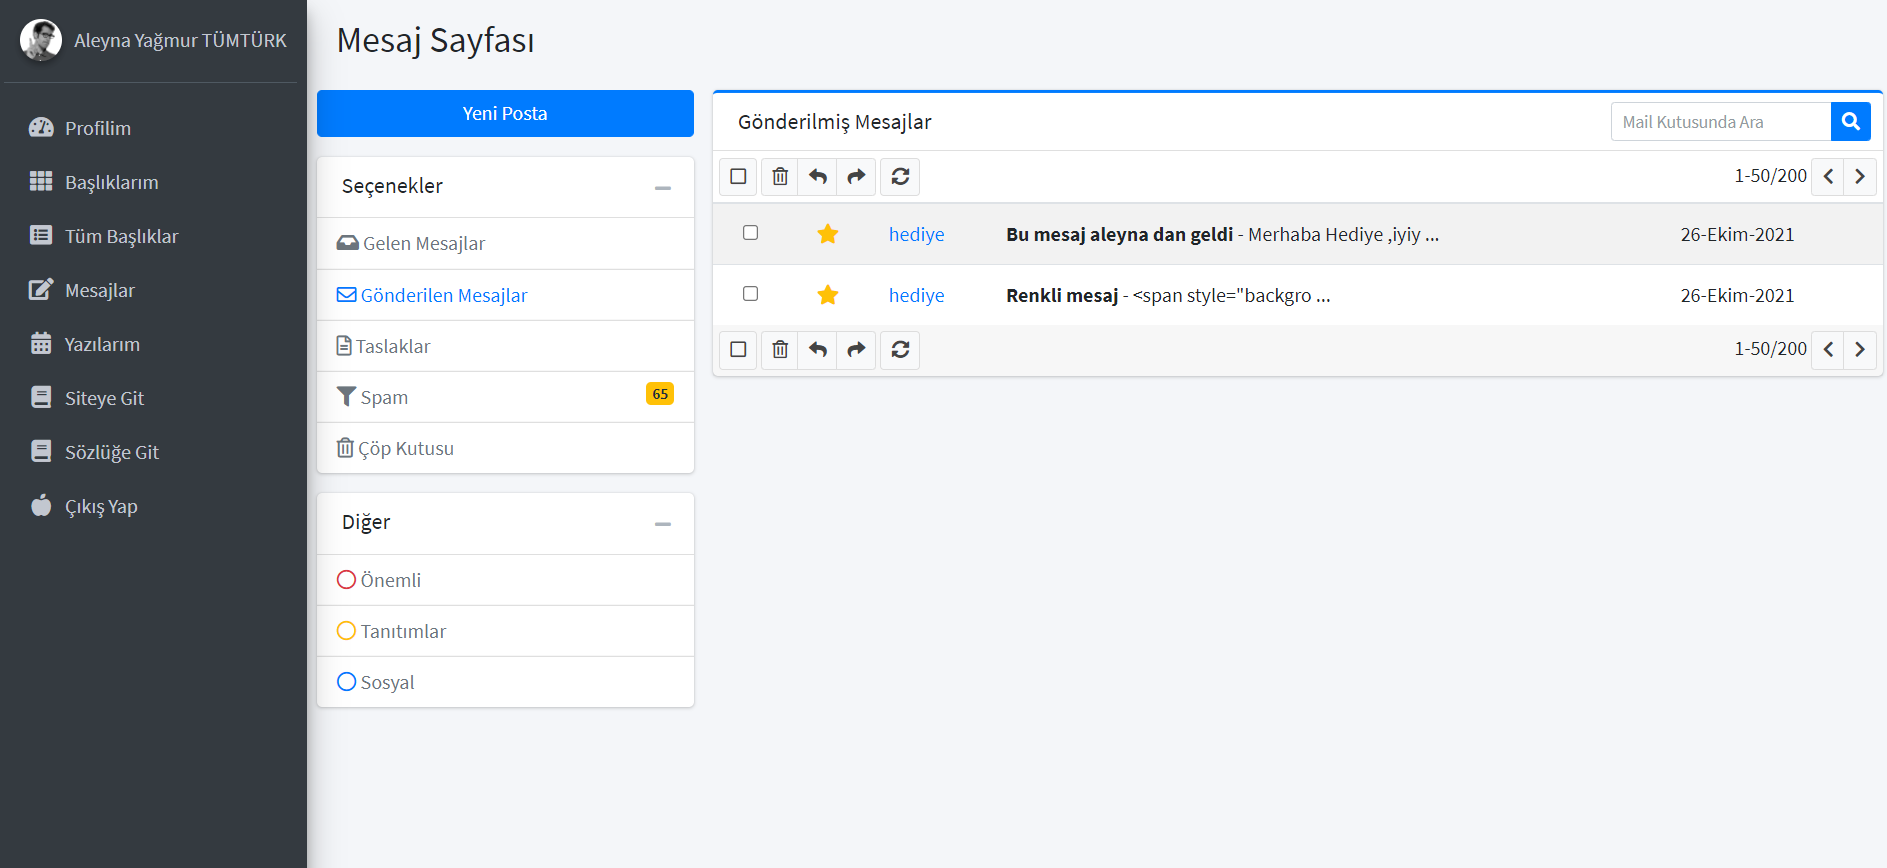 Aleyna Yağmur TÜMTÜRK
Profilim
Başlıklarım
Tüm Başlıklar
Mesajlar
Yazılarım
Siteye Git
Sözlüğe Git
Çıkış Yap
Mesaj Sayfası
Yeni Posta
Seçenekler
Gelen Mesajlar
Gönderilen Mesajlar
Taslaklar
Spam 65
Çöp Kutusu
Diğer
Önemli
Tanıtımlar
Sosyal
Gönderilmiş Mesajlar Mail Kutusunda Ara
1-50/200
hediye Bu mesaj aleyna dan geldi - Merhaba Hediye ,iyiy ... 26-Ekim-2021
hediye Renkli mesaj - <span style="backgro ... 26-Ekim-2021
1-50/200